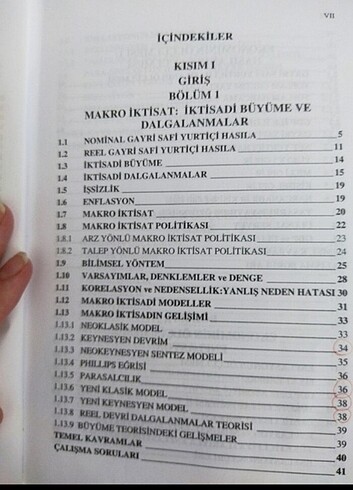 VII
İÇİNDEKİLER
KISIM I
GİRİŞ
BÖLÜM 1
MAKRO İKTİSAT: İKTİSADİ BÜYÜME VE
DALGALANMALAR
1.1 NOMİNAL GAYRİ SAFİ YURTİÇİ HASILA 5
1.2 REEL GAYRİ SAFİ YURTİÇİ HASILA 11
1.3 İKTİSADİ BÜYÜME 14
1.4 İKTİSADİ DALGALANMALAR 15
1.5 İŞSİZLİK 19
1.6 ENFLASYON 19
1.7 MAKRO İKTİSAT 20
1.8 MAKRO İKTİSAT POLİTİKASI 22
1.8.1 ARZ YÖNLÜ MAKRO İKTİSAT POLİTİKASI 23
1.8.2 TALEP YÖNLÜ MAKRO İKTİSAT POLİTİKASI 24
1.9 BİLİMSEL YÖNTEM 25
1.10 VARSAYIMLAR, DENKLEMLER ve DENGE 28
1.11 KORELASYON ve NEDENSELLİK:YANLIŞ NEDEN HATASI 30
1.12 MAKRO İKTİSADİ MODELLER 31
1.13 MAKRO İKTİSADIN GELİŞİMİ 33
1.13.1 NEOKLASİK MODEL 33
1.13.2 KEYNESYEN DEVRİM 34
1.13.3 NEOKEYNESYEN SENTEZ MODELİ 35
1.13.4 PHILLIPS EĞRİSİ 36
1.13.5 PARASALCILIK 36
1.13.6 YENİ KLASİK MODEL 38
1.13.7 YENİ KEYNESYEN MODEL 38
1.13.8 REEL DEVRİ DALGALANMALAR TEORİSİ 39
1.13.9 BÜYÜME TEORİSİNDEKİ GELİŞMELER 39
TEMEL KAVRAMLAR 40
ÇALIŞMA SORULARI 41